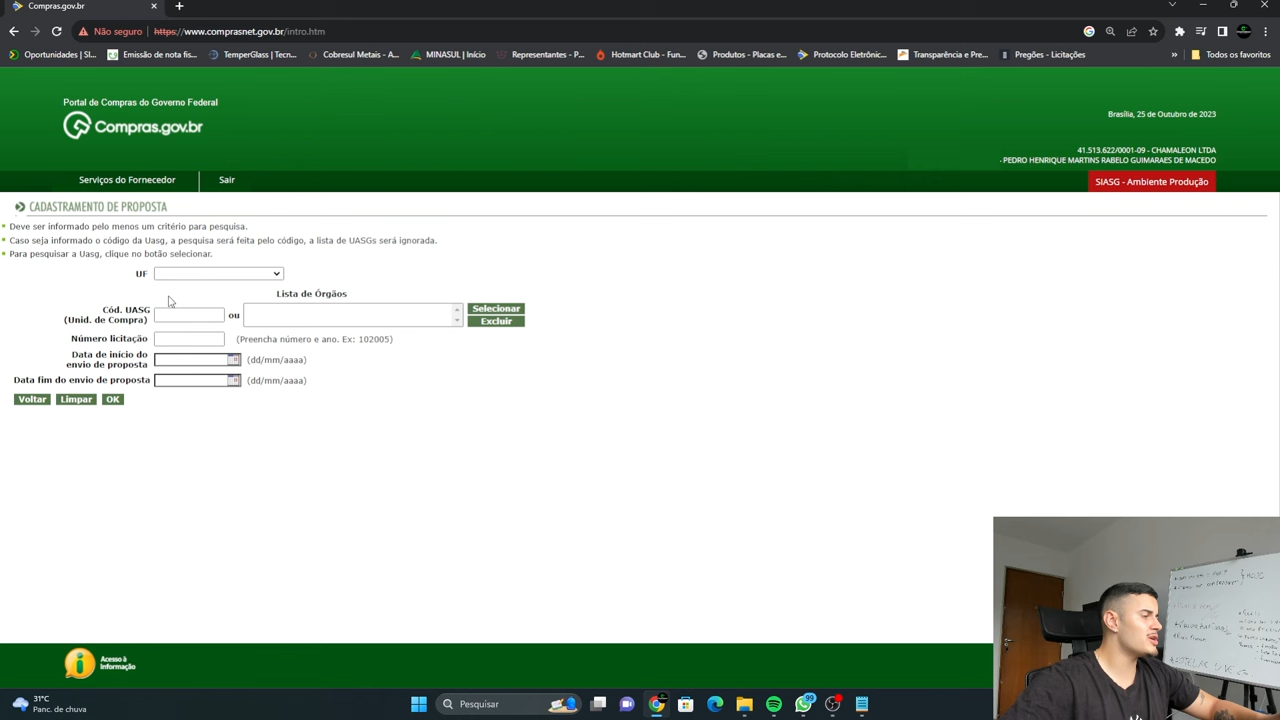 Compras.gov.br
Não seguro
https://www.comprasnet.gov.br/intro.htm
Oportunidades | SI...
Emissão de nota fis...
TemperGlass | Tecno...
Cobresul Metais - A...
MINASUL | Início
Representantes - P...
Hotmart Club - Fun...
Produtos - Placas e...
Protocolo Eletrônic...
Transparência e Pre...
Pregões - Licitações
»
Todos os favoritos
Portal de Compras do Governo Federal
Compras.gov.br
Brasília, 25 de Outubro de 2023
41.513.622/0001-09 - CHAMALEON LTDA
- PEDRO HENRIQUE MARTINS RABELO GUIMARAES DE MACEDO
Serviços do Fornecedor
Sair
SIASG - Ambiente Produção
CADASTRAMENTO DE PROPOSTA
Deve ser informado pelo menos um critério para pesquisa.
Caso seja informado o código da Uasg, a pesquisa será feita pelo código, a lista de UASGs será ignorada.
Para pesquisar a Uasg, clique no botão selecionar.
UF
Lista de Órgãos
Cód. UASG
(Unid. de Compra)
ou
Selecionar
Excluir
Número licitação
(Preencha número e ano. Ex: 102005)
Data de início do
envio de proposta
(dd/mm/aaaa)
Data fim do envio de proposta
(dd/mm/aaaa)
Voltar
Limpar
OK
Acesso à
Informação
31°C
Panc. de chuva
Pesquisar
99